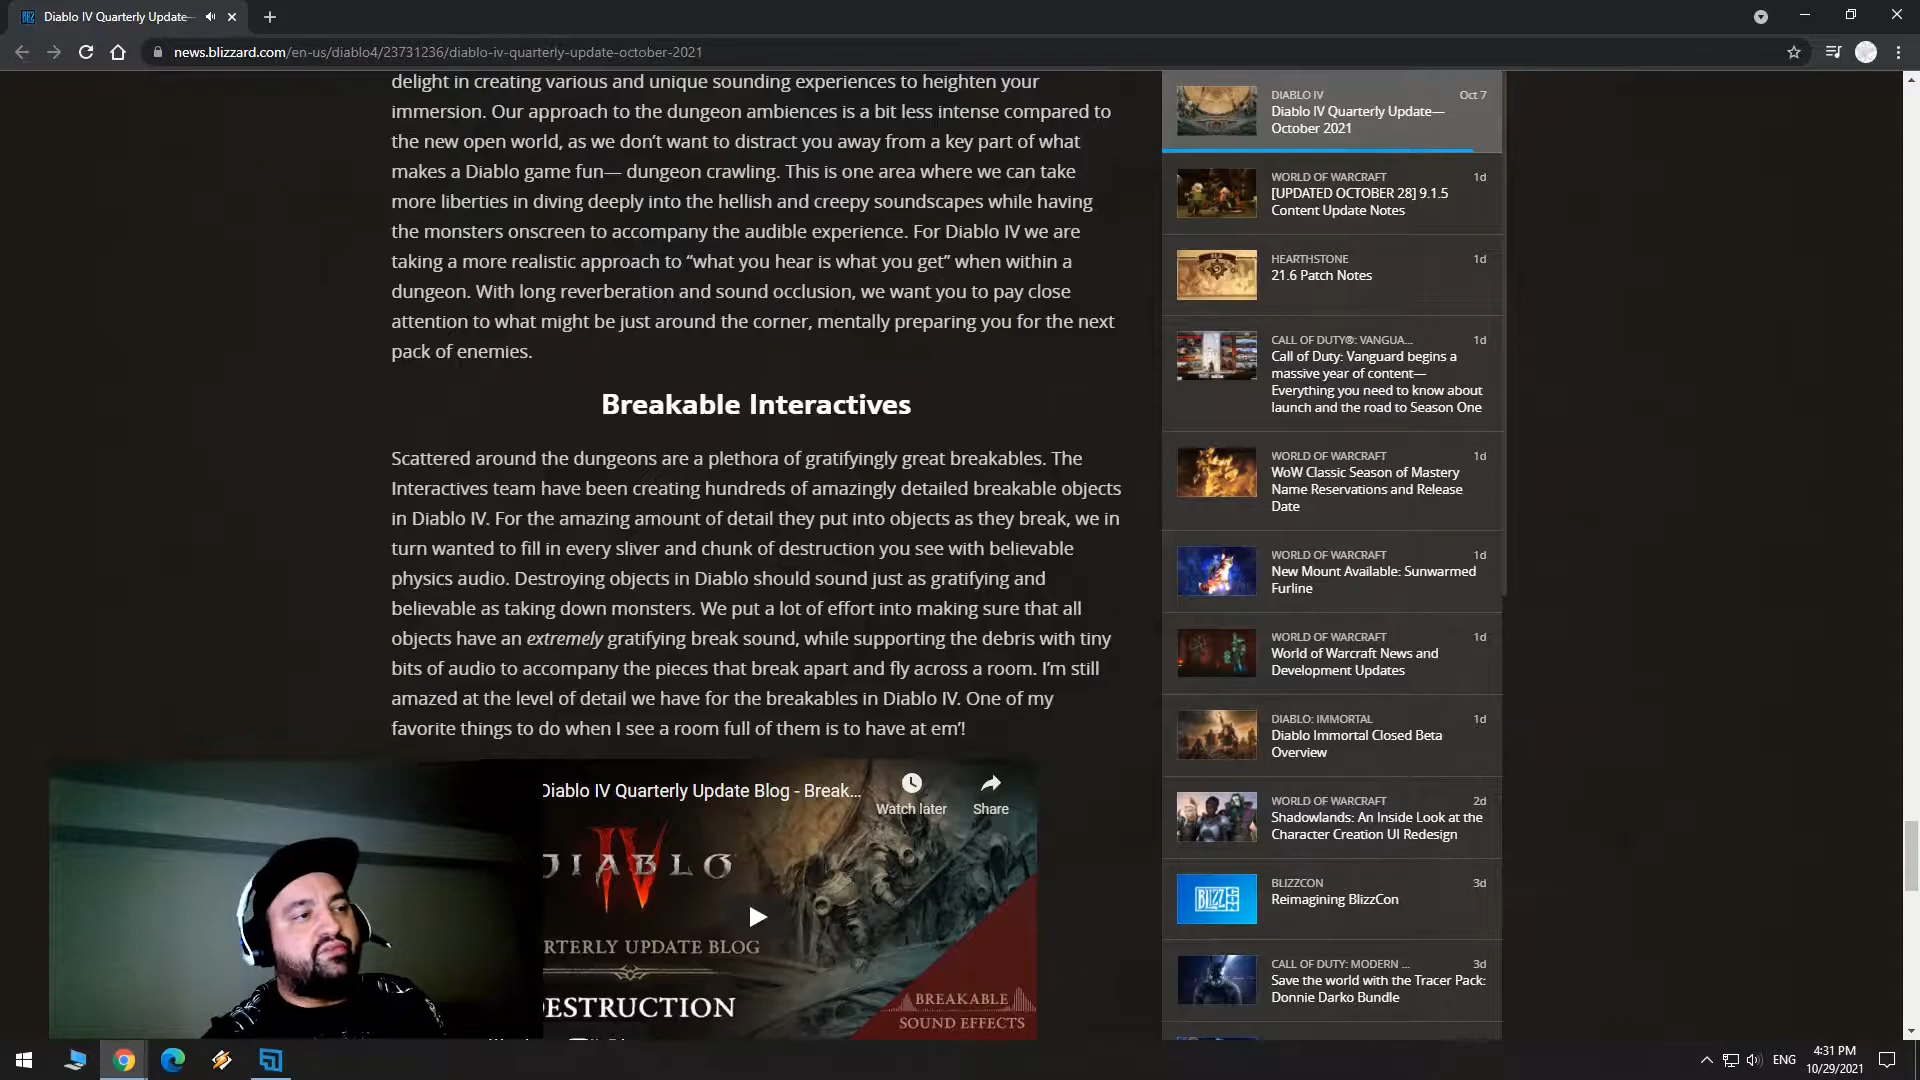 Diablo IV Quarterly Update—
news.blizzard.com/en-us/diablo4/23731236/diablo-iv-quarterly-update-october-2021
delight in creating various and unique sounding experiences to heighten your
immersion. Our approach to the dungeon ambiences is a bit less intense compared to
the new open world, as we don’t want to distract you away from a key part of what
makes a Diablo game fun— dungeon crawling. This is one area where we can take
more liberties in diving deeply into the hellish and creepy soundscapes while having
the monsters onscreen to accompany the audible experience. For Diablo IV we are
taking a more realistic approach to “what you hear is what you get” when within a
dungeon. With long reverberation and sound occlusion, we want you to pay close
attention to what might be just around the corner, mentally preparing you for the next
pack of enemies.
Breakable Interactives
Scattered around the dungeons are a plethora of gratifyingly great breakables. The
Interactives team have been creating hundreds of amazingly detailed breakable objects
in Diablo IV. For the amazing amount of detail they put into objects as they break, we in
turn wanted to fill in every sliver and chunk of destruction you see with believable
physics audio. Destroying objects in Diablo should sound just as gratifying and
believable as taking down monsters. We put a lot of effort into making sure that all
objects have an extremely gratifying break sound, while supporting the debris with tiny
bits of audio to accompany the pieces that break apart and fly across a room. I’m still
amazed at the level of detail we have for the breakables in Diablo IV. One of my
favorite things to do when I see a room full of them is to have at em’!
Diablo IV Quarterly Update Blog - Break...
Watch later
Share
DIABLO
IV
RTERLY UPDATE BLOG
ESTRUCTION
BREAKABLE
SOUND EFFECTS
DIABLO IV
Oct 7
Diablo IV Quarterly Update—
October 2021
WORLD OF WARCRAFT
1d
[UPDATED OCTOBER 28] 9.1.5
Content Update Notes
HEARTHSTONE
1d
21.6 Patch Notes
CALL OF DUTY®: VANGUA...
1d
Call of Duty: Vanguard begins a
massive year of content—
Everything you need to know about
launch and the road to Season One
WORLD OF WARCRAFT
1d
WoW Classic Season of Mastery
Name Reservations and Release
Date
WORLD OF WARCRAFT
1d
New Mount Available: Sunwarmed
Furline
WORLD OF WARCRAFT
1d
World of Warcraft News and
Development Updates
DIABLO: IMMORTAL
1d
Diablo Immortal Closed Beta
Overview
WORLD OF WARCRAFT
2d
Shadowlands: An Inside Look at the
Character Creation UI Redesign
BLIZZCON
3d
Reimagining BlizzCon
CALL OF DUTY: MODERN ...
3d
Save the world with the Tracer Pack:
Donnie Darko Bundle
ENG
4:31 PM
10/29/2021